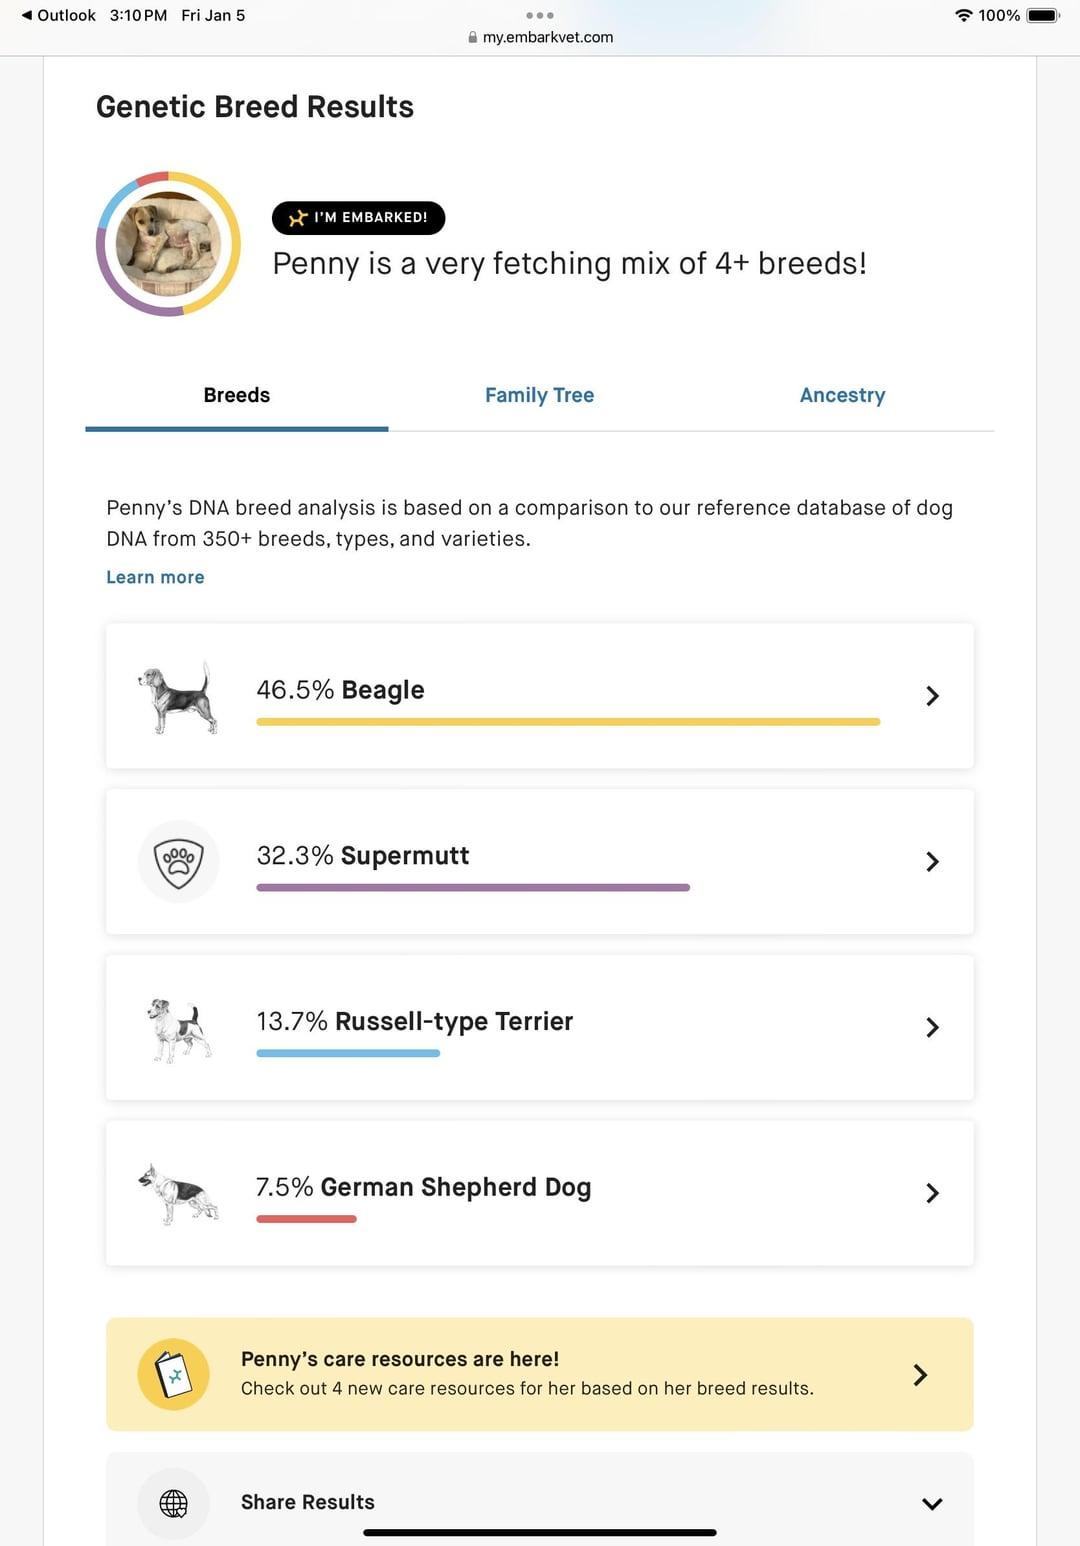 ◀ Outlook 3:10 PM Fri Jan 5
100%
my.embarkvet.com
Genetic Breed Results
I'M EMBARKED!
Penny is a very fetching mix of 4+ breeds!
Breeds
Family Tree
Ancestry
Penny's DNA breed analysis is based on a comparison to our reference database of dog
DNA from 350+ breeds, types, and varieties.
Learn more
46.5% Beagle
32.3% Supermutt
13.7% Russell-type Terrier
7.5% German Shepherd Dog
Penny's care resources are here!
Check out 4 new care resources for her based on her breed results.
Share Results